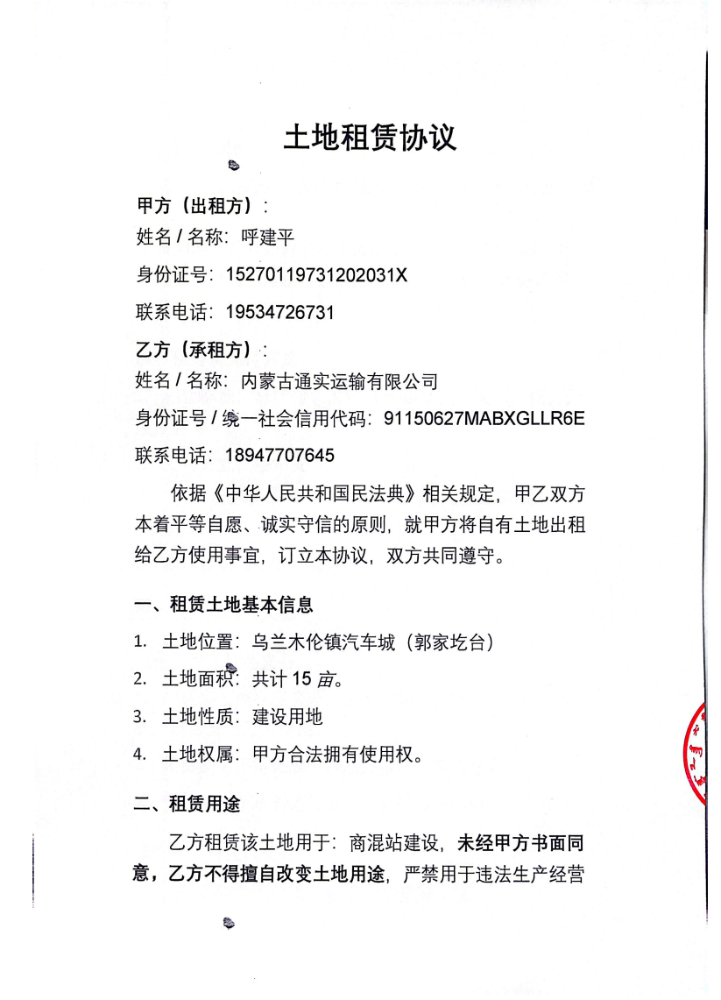 土地租赁协议
甲方（出租方）：
姓名 / 名称：呼建平
身份证号：15270119731202031X
联系电话：19534726731
乙方（承租方）：
姓名 / 名称：内蒙古通实运输有限公司
身份证号 / 统一社会信用代码：91150627MABXGLLR6E
联系电话：18947707645
依据《中华人民共和国民法典》相关规定，甲乙双方
本着平等自愿、诚实守信的原则，就甲方将自有土地出租
给乙方使用事宜，订立本协议，双方共同遵守。
一、租赁土地基本信息
1. 土地位置：乌兰木伦镇汽车城（郭家圪台）
2. 土地面积：共计 15 亩。
3. 土地性质：建设用地
4. 土地权属：甲方合法拥有使用权。
二、租赁用途
乙方租赁该土地用于：商混站建设，未经甲方书面同
意，乙方不得擅自改变土地用途，严禁用于违法生产经营